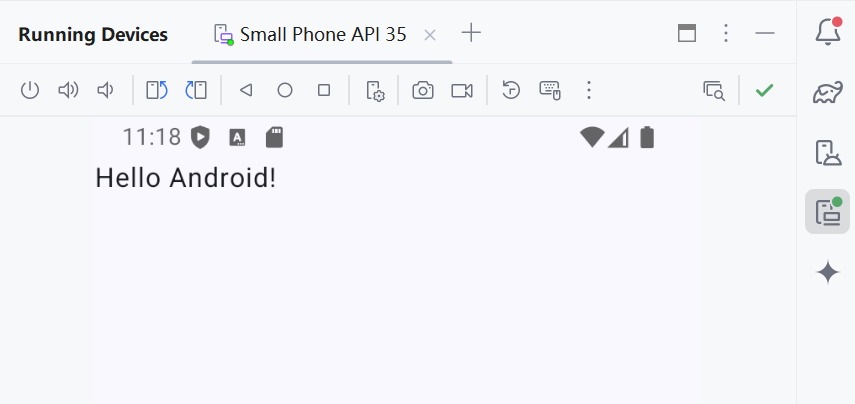 Running Devices
Small Phone API 35
11:18
Hello Android!